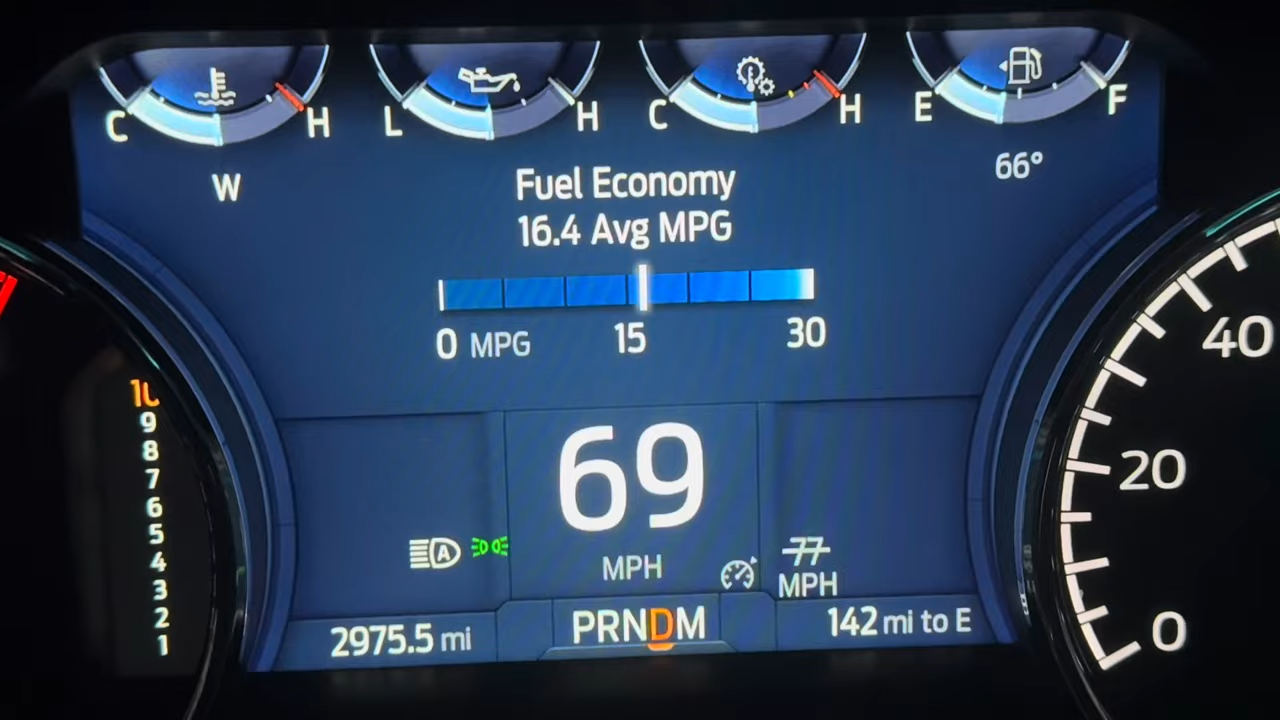 C H L H C H E F
W
66°
Fuel Economy
16.4 Avg MPG
0 MPG 15 30
10
9
8
7
6
5
4
3
2
1
69
MPH
A
77
MPH
2975.5 mi
PRNDM
142 mi to E
40
20
0